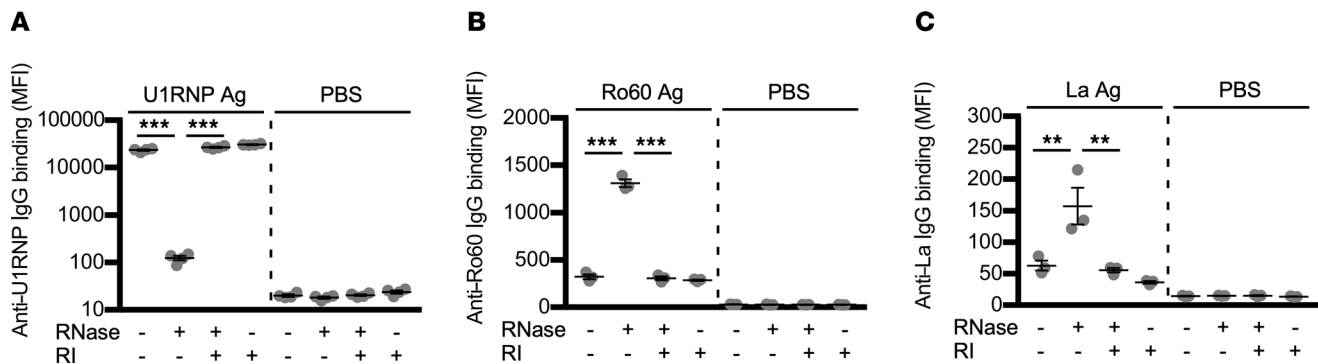 A
Anti-U1RNP IgG binding (MFI)
U1RNP Ag PBS
100000
10000
1000
100
10
*** ***
RNase - + + - - + + -
RI - - + + - - + +
B
Anti-Ro60 IgG binding (MFI)
Ro60 Ag PBS
2000
1500
1000
500
0
*** ***
RNase - + + - - + + -
RI - - + + - - + +
C
Anti-La IgG binding (MFI)
La Ag PBS
300
250
200
150
100
50
0
** **
RNase - + + - - + + -
RI - - + + - - + +